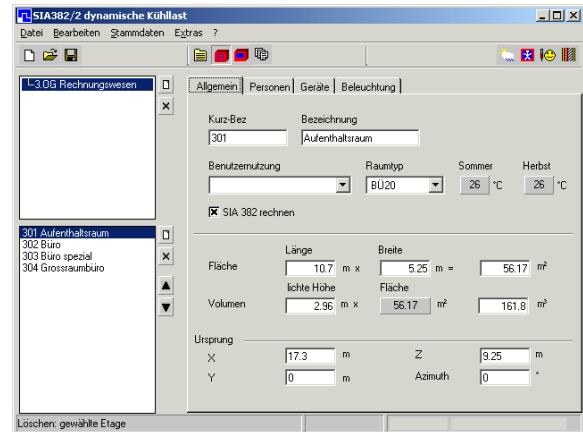 SIA382/2 dynamische Kühllast
Datei Bearbeiten Stammdaten Extras ?
3.OG Rechnungswesen
Allgemein Personen Geräte Beleuchtung
Kurz-Bez Bezeichnung
301 Aufenthaltsraum
Benutzernutzung Raumtyp Sommer Herbst
BÜ20 26 °C 26 °C
SIA 382 rechnen
301 Aufenthaltsraum
302 Büro
303 Büro spezial
304 Grossraumbüro
Länge Breite
Fläche 10.7 m x 5.25 m = 56.17 m²
lichte Höhe Fläche
Volumen 2.96 m x 56.17 m² 161.8 m³
Ursprung
X 17.3 m Z 9.25 m
Y 0 m Azimuth 0 °
Löschen: gewählte Etage